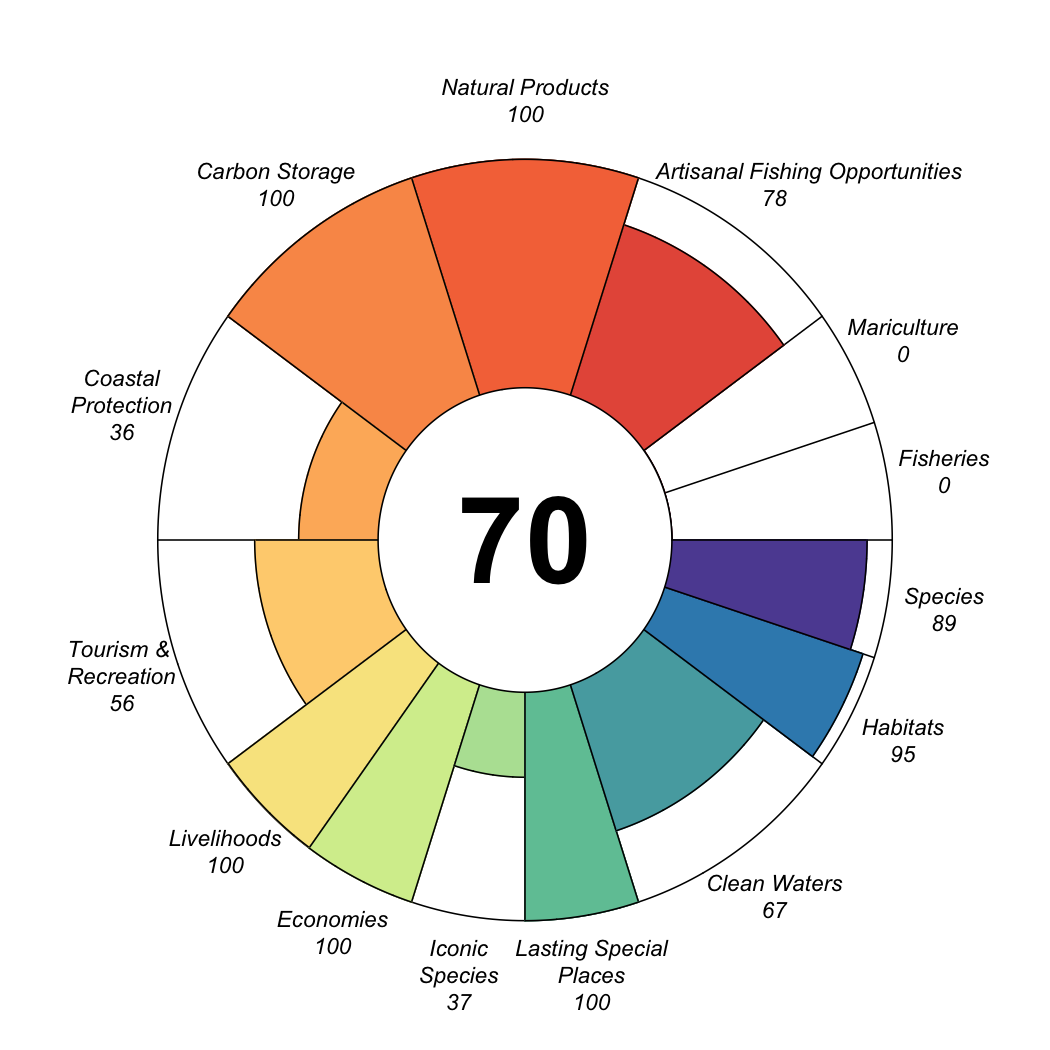 Natural Products
100
Artisanal Fishing Opportunities
78
Mariculture
0
Fisheries
0
Species
89
Habitats
95
Clean Waters
67
Lasting Special
Places
100
Iconic
Species
37
Economies
100
Livelihoods
100
Tourism &
Recreation
56
Coastal
Protection
36
Carbon Storage
100
70